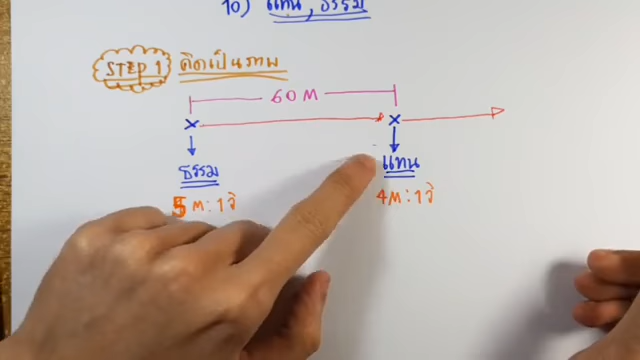 10) แทน, ธรรม
STEP 1 คิดเป็นภาพ
60 M
ธรรม แทน
5 M : 1 วิ 4 M : 1 วิ